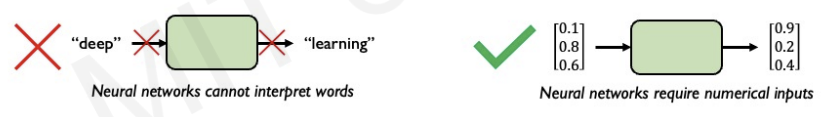 "deep"
"learning"
Neural networks cannot interpret words
[0.1
0.8
0.6]
[0.9
0.2
0.4]
Neural networks require numerical inputs
MIT